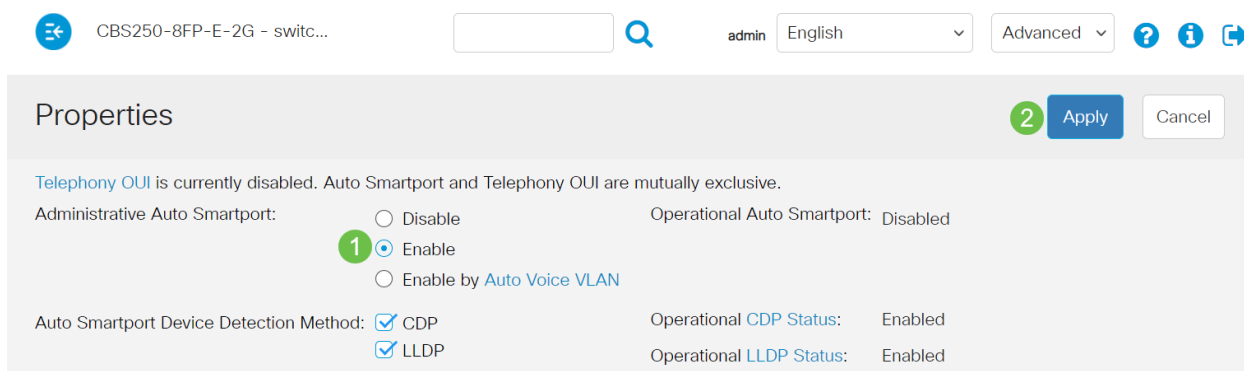 CBS250-8FP-E-2G - switc...
admin English Advanced
Properties
2 Apply Cancel
Telephony OUI is currently disabled. Auto Smartport and Telephony OUI are mutually exclusive.
Administrative Auto Smartport: Disable Operational Auto Smartport: Disabled
1 Enable
Enable by Auto Voice VLAN
Auto Smartport Device Detection Method: CDP Operational CDP Status: Enabled
LLDP Operational LLDP Status: Enabled